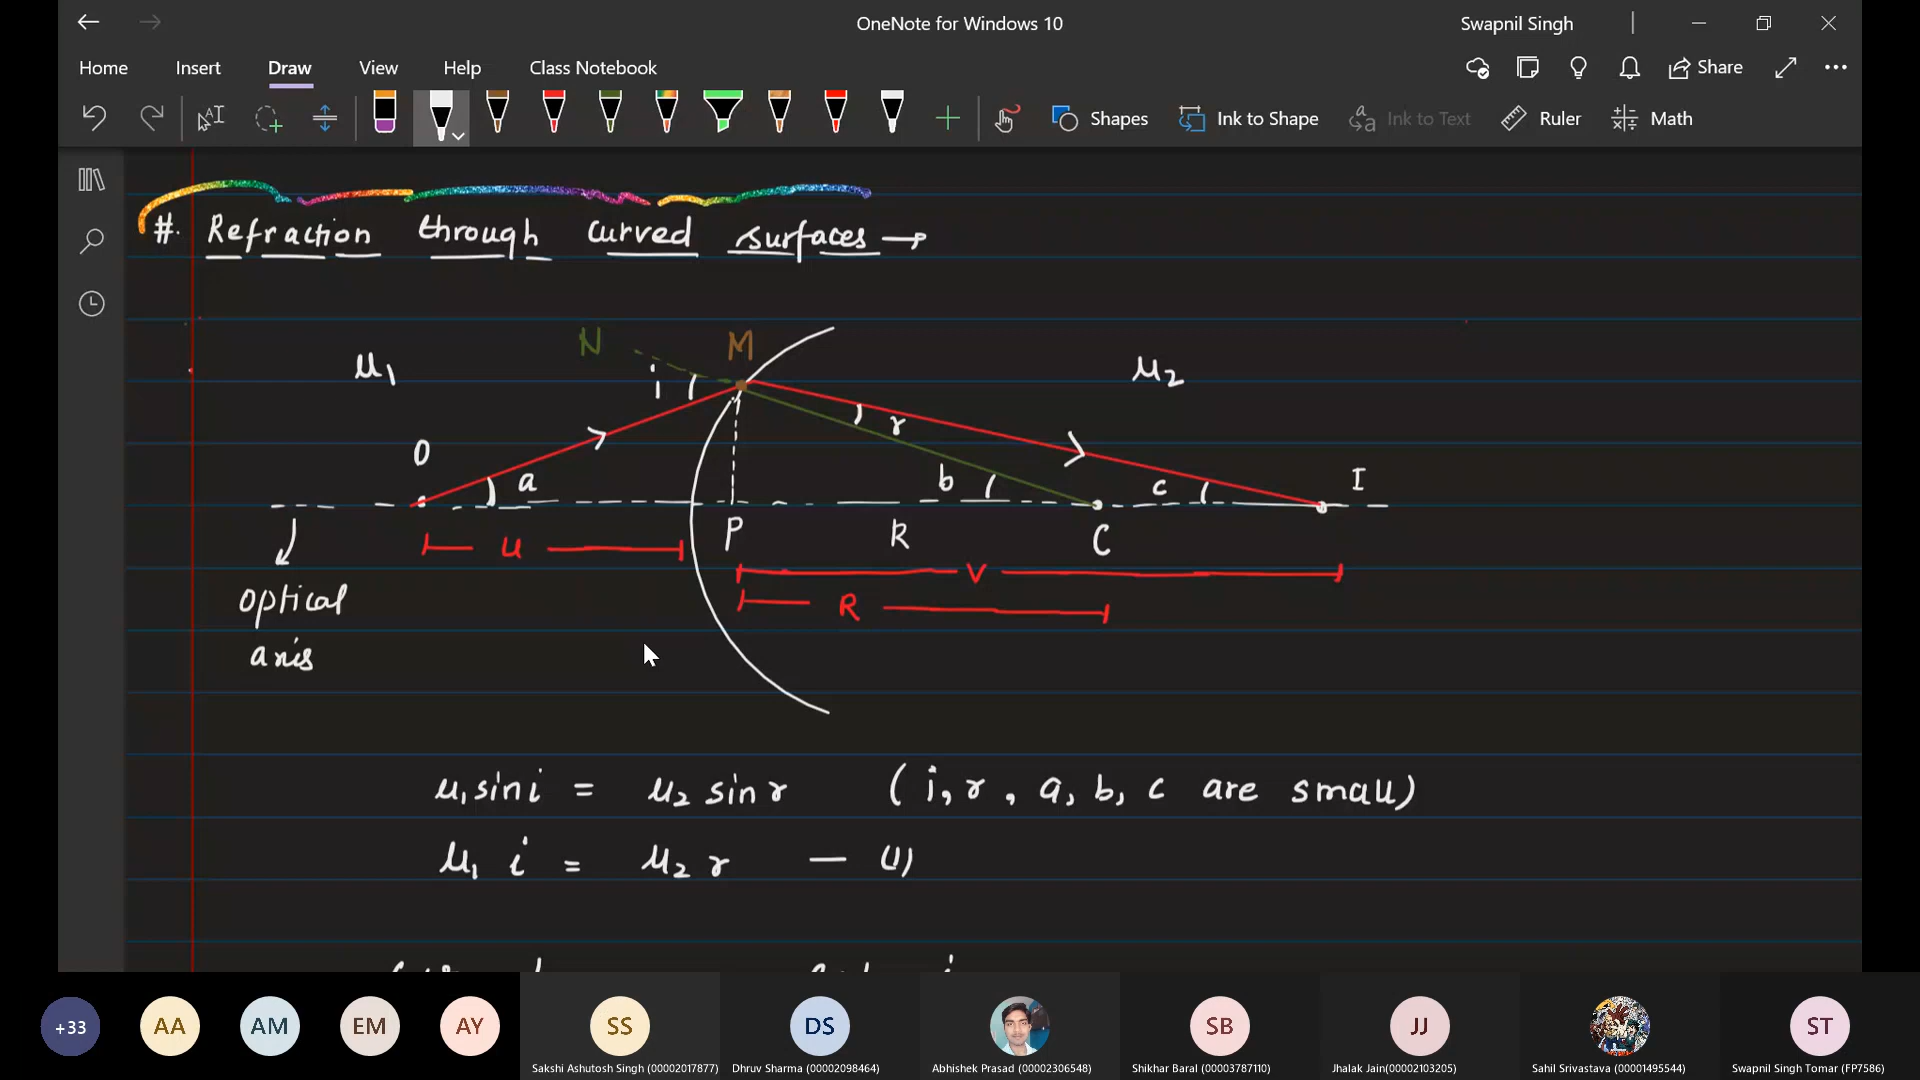 OneNote for Windows 10
Swapnil Singh
Home Insert Draw View Help Class Notebook
Share
Shapes Ink to Shape Ink to Text Ruler Math
# Refraction through curved surfaces →
N M
μ1 i μ2
r
O a b c I
P R C
u
V
R
optical
axis
μ1 sin i = μ2 sin r (i, r, a, b, c are small)
μ1 i = μ2 r — (1)
+33 AA AM EM AY SS DS SB JJ ST
Sakshi Ashutosh Singh (00002017877) Dhruv Sharma (00002098464) Abhishek Prasad (00002306548) Shikhar Baral (00003787110) Jhalak Jain(00002103205) Sahil Srivastava (00001495544) Swapnil Singh Tomar (FP7586)